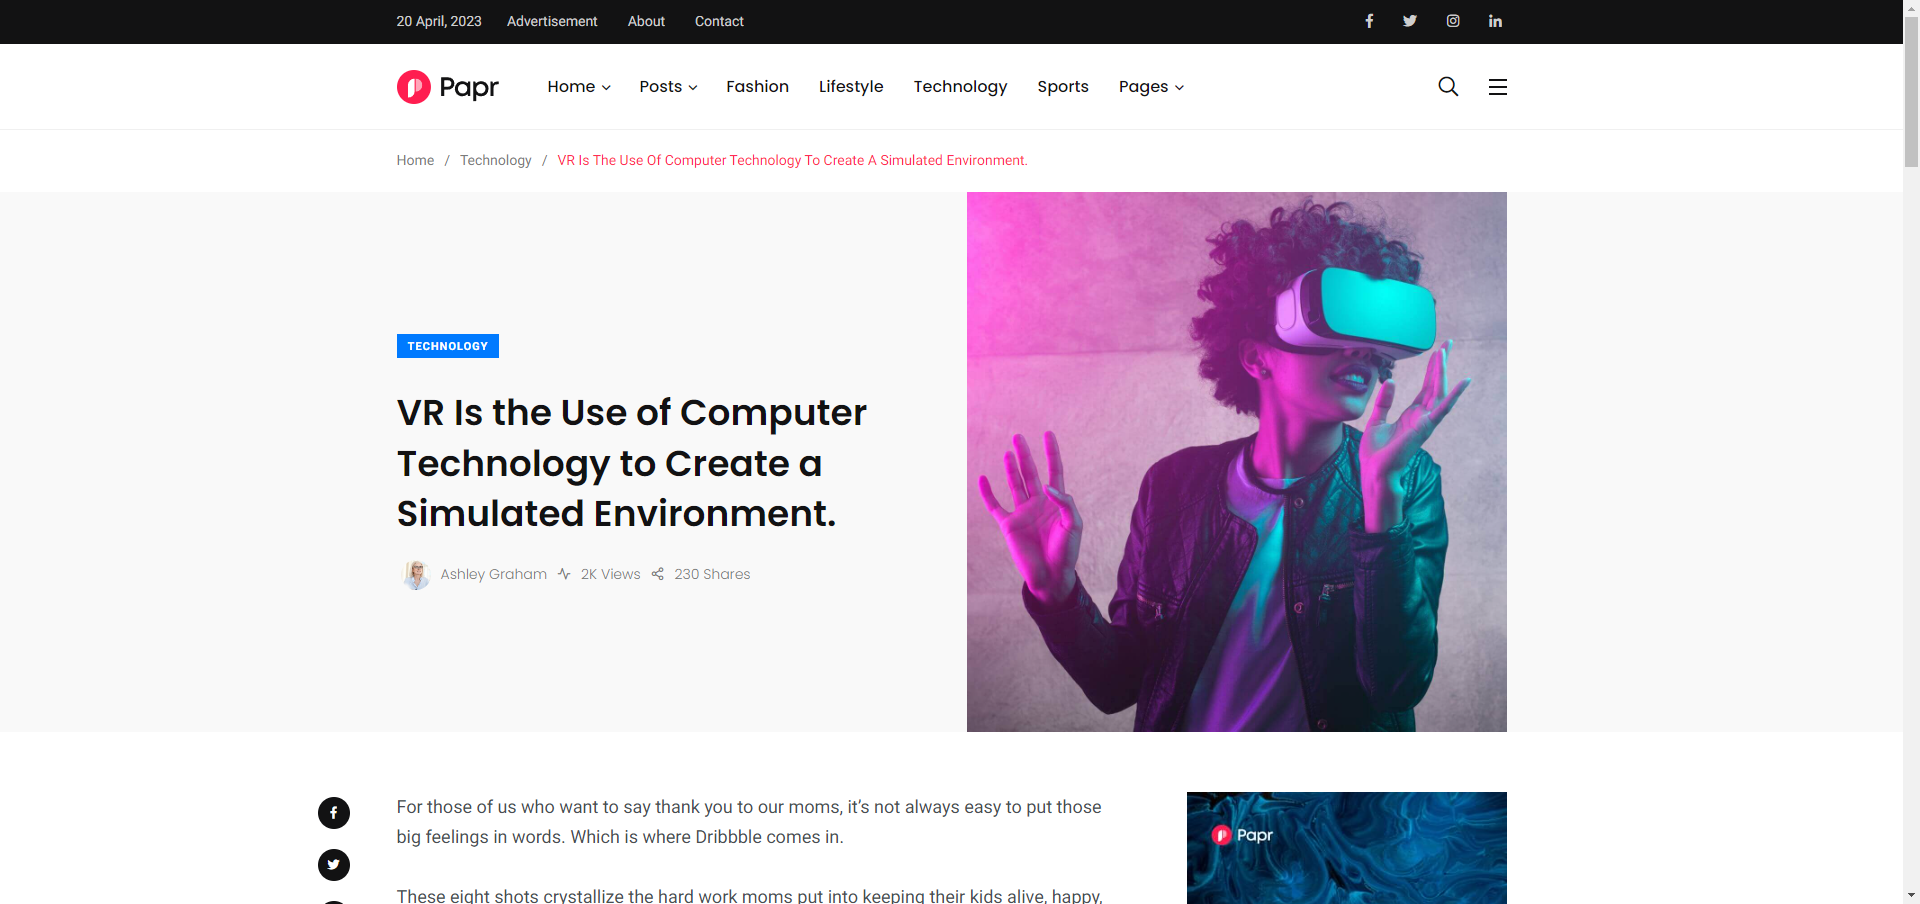 20 April, 2023 Advertisement About Contact
Papr Home Posts Fashion Lifestyle Technology Sports Pages
Home / Technology / VR Is The Use Of Computer Technology To Create A Simulated Environment.
TECHNOLOGY
VR Is the Use of Computer
Technology to Create a
Simulated Environment.
Ashley Graham 2K Views 230 Shares
For those of us who want to say thank you to our moms, it’s not always easy to put those
big feelings in words. Which is where Dribbble comes in.
Papr
These eight shots crystallize the hard work moms put into keeping their kids alive, happy,